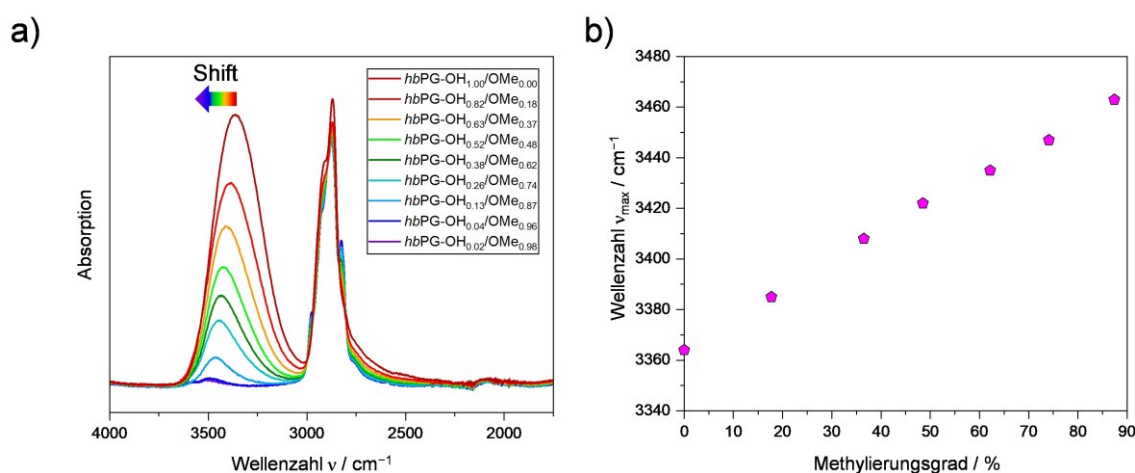 a)
Shift
hbPG-OH1.00/OMe0.00
hbPG-OH0.82/OMe0.18
hbPG-OH0.63/OMe0.37
hbPG-OH0.52/OMe0.48
hbPG-OH0.38/OMe0.62
hbPG-OH0.26/OMe0.74
hbPG-OH0.13/OMe0.87
hbPG-OH0.04/OMe0.96
hbPG-OH0.02/OMe0.98
Absorption
4000 3500 3000 2500 2000
Wellenzahl ν / cm⁻¹
b)
3480
3460
3440
3420
3400
3380
3360
3340
Wellenzahl νmax / cm⁻¹
0 10 20 30 40 50 60 70 80 90
Methylierungsgrad / %